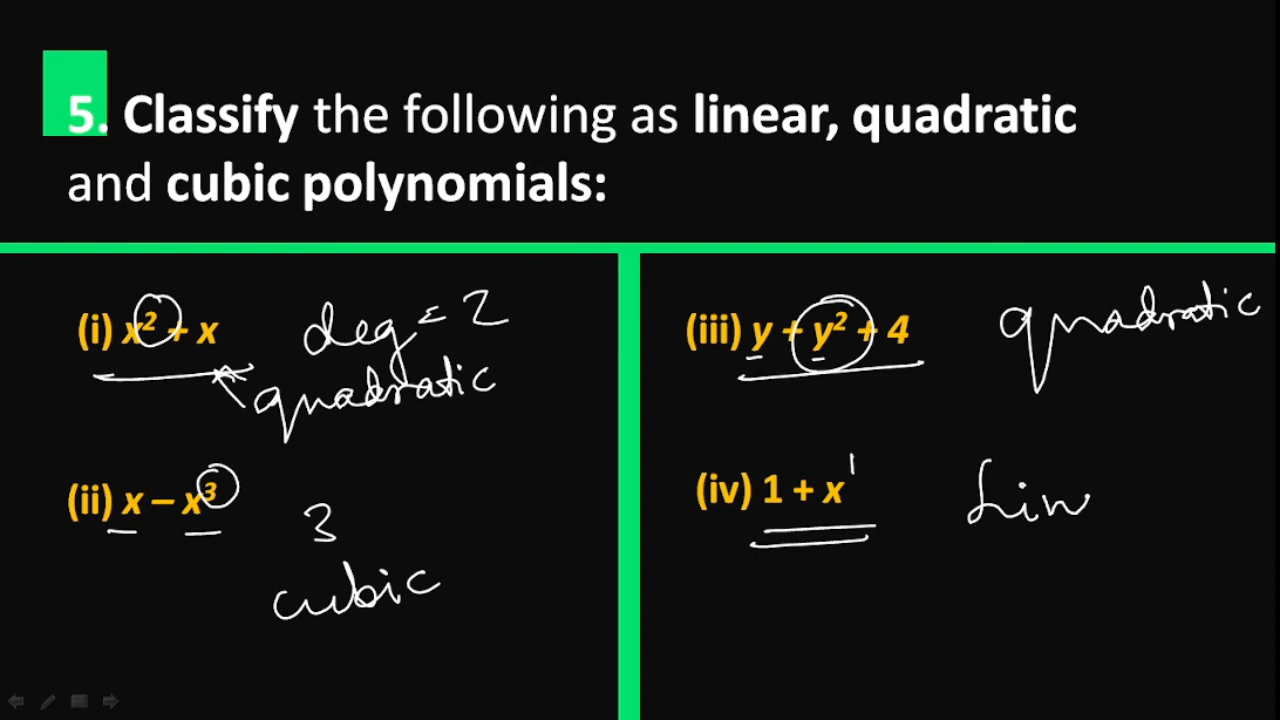 5. Classify the following as linear, quadratic
and cubic polynomials:
(i) x² + x deg = 2
quadratic
(ii) x – x³
3
cubic
(iii) y + y² + 4 quadratic
(iv) 1 + x¹ Lin